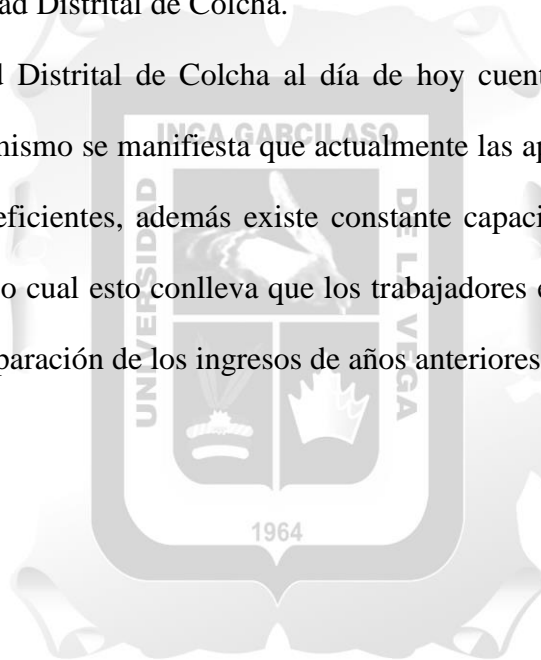 ad Distrital de Colcha.
d Distrital de Colcha al día de hoy cuent
INCA GARCILASO
nismo se manifiesta que actualmente las ap
eficientes, además existe constante capaci
o cual esto conlleva que los trabajadores
paración de los ingresos de años anteriores
UNIVERSIDAD
DE LA VEGA
1964